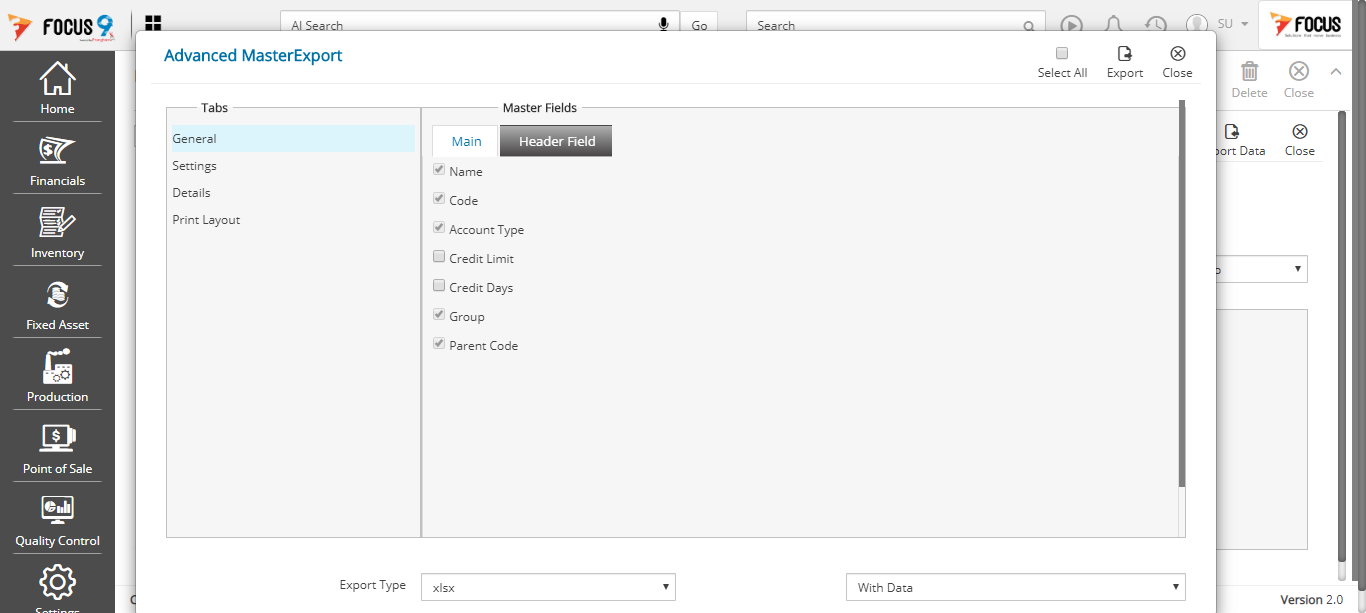 FOCUS 9
AI Search
Go
Search
SU
FOCUS
Advanced MasterExport
Select All
Export
Close
Delete
Close
Home
Financials
Inventory
Fixed Asset
Production
Point of Sale
Quality Control
Settings
Tabs
General
Settings
Details
Print Layout
Master Fields
Main
Header Field
Name
Code
Account Type
Credit Limit
Credit Days
Group
Parent Code
port Data
Close
Export Type
xlsx
With Data
Version 2.0